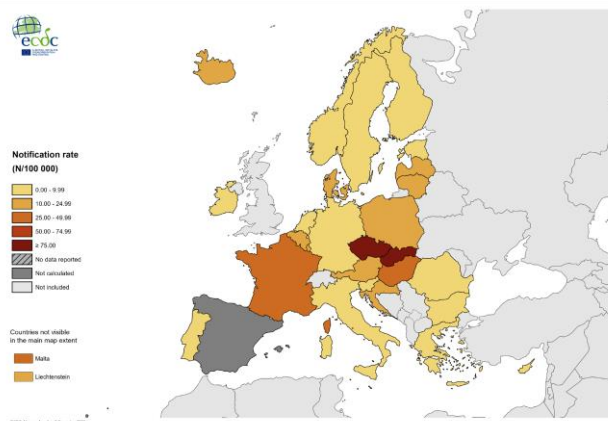 ecdc
Notification rate
(N/100 000)
0.00 - 9.99
10.00 - 24.99
25.00 - 49.99
50.00 - 74.99
≥ 75.00
No data reported
Not calculated
Not included
Countries not visible
in the main map extent
Malta
Liechtenstein